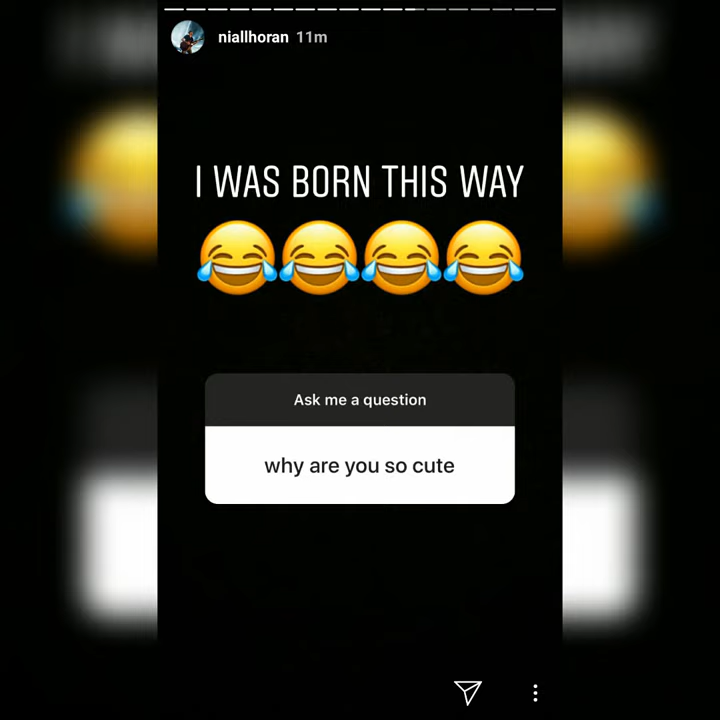 niallhoran 11m
I WAS BORN THIS WAY
😂😂😂😂
Ask me a question
why are you so cute